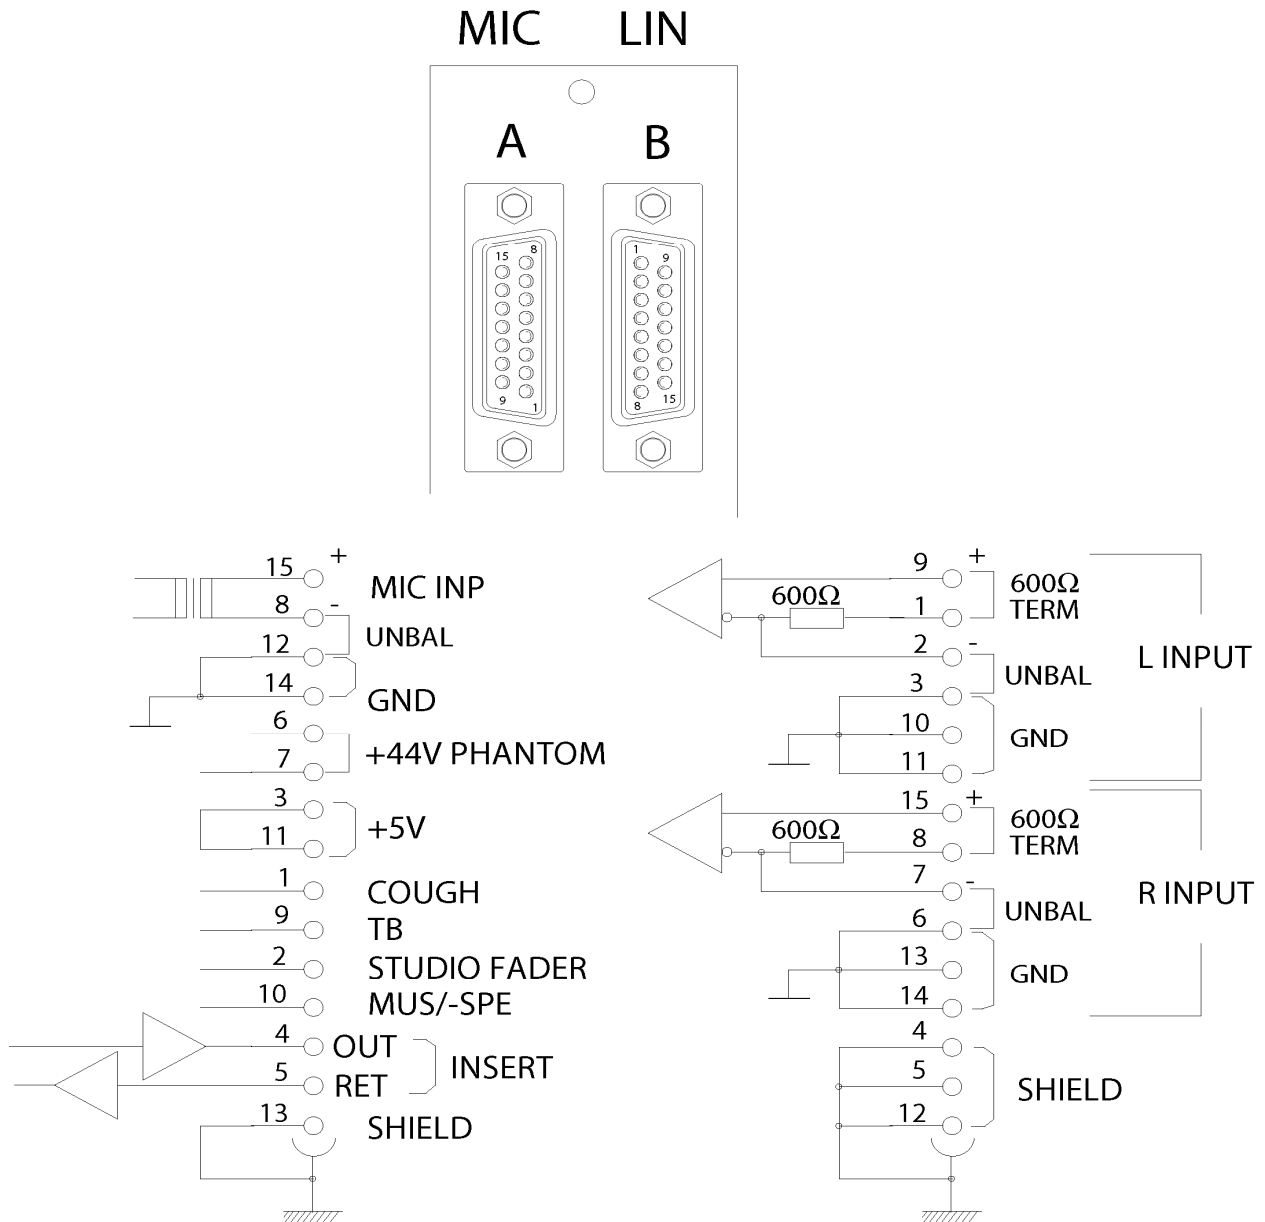 MIC LIN
A B
15 8 1 9
9 1 8 15
15 +
MIC INP
8 -
UNBAL
12
14
GND
6
+44V PHANTOM
7
3
+5V
11
1 COUGH
9 TB
2 STUDIO FADER
10 MUS/-SPE
4 OUT
INSERT
5 RET
13 SHIELD
9 +
600Ω
TERM
600Ω 1
2 -
UNBAL
3
L INPUT
10
GND
11
15 +
600Ω
TERM
600Ω 8
7 -
UNBAL
6
R INPUT
13
GND
14
4
5
SHIELD
12